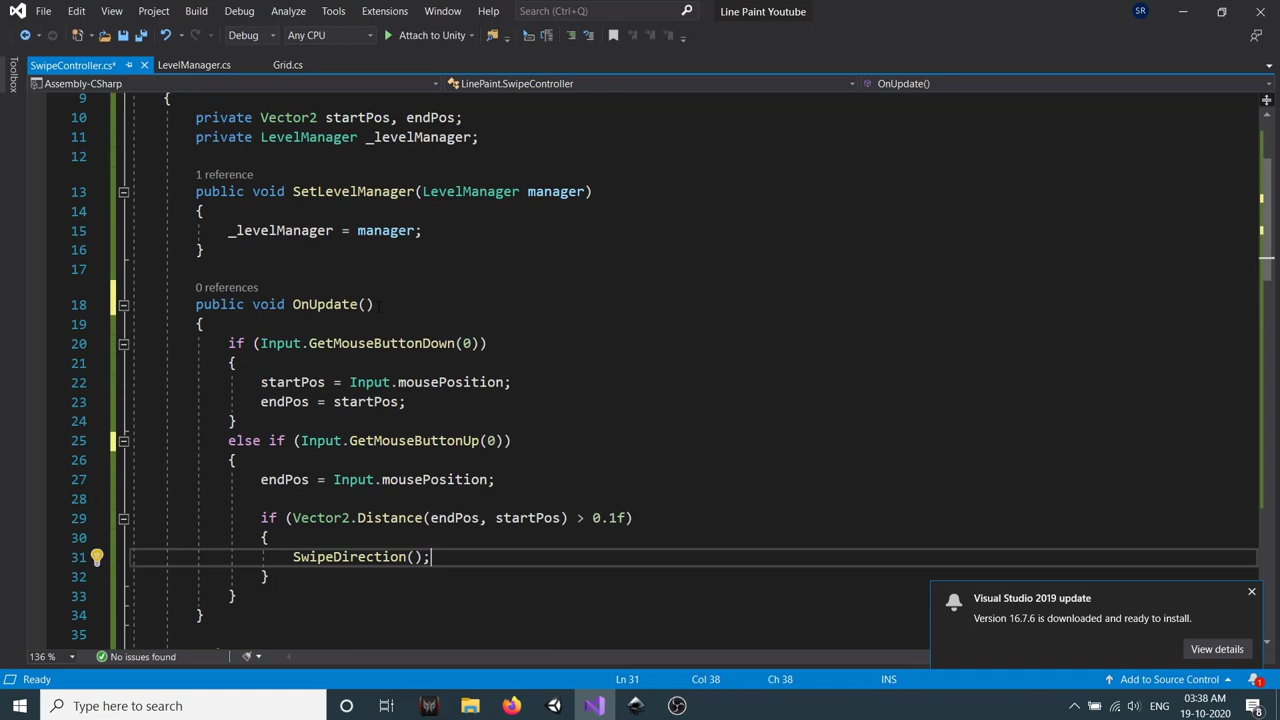 File Edit View Project Build Debug Analyze Tools Extensions Window Help Search (Ctrl+Q) Line Paint Youtube SR
Debug Any CPU Attach to Unity
SwipeController.cs* LevelManager.cs Grid.cs
Toolbox
Assembly-CSharp LinePaint.SwipeController OnUpdate()
9 {
10 private Vector2 startPos, endPos;
11 private LevelManager _levelManager;
12
1 reference
13 public void SetLevelManager(LevelManager manager)
14 {
15 _levelManager = manager;
16 }
17
0 references
18 public void OnUpdate()
19 {
20 if (Input.GetMouseButtonDown(0))
21 {
22 startPos = Input.mousePosition;
23 endPos = startPos;
24 }
25 else if (Input.GetMouseButtonUp(0))
26 {
27 endPos = Input.mousePosition;
28
29 if (Vector2.Distance(endPos, startPos) > 0.1f)
30 {
31 SwipeDirection();
32 }
33 }
34 }
35
Visual Studio 2019 update
Version 16.7.6 is downloaded and ready to install.
View details
136 % No issues found
Ready Ln 31 Col 38 Ch 38 INS Add to Source Control 1
Type here to search ENG 03:38 AM 19-10-2020 8